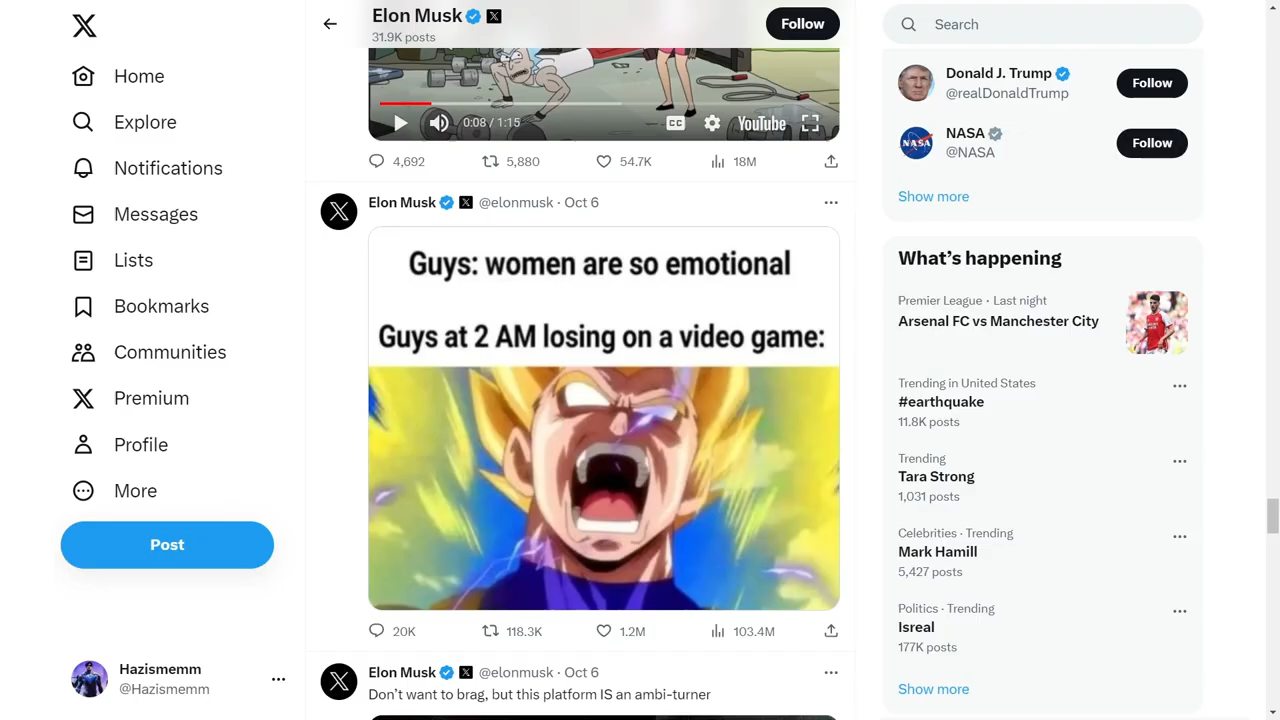 Home
Explore
Notifications
Messages
Lists
Bookmarks
Communities
Premium
Profile
More
Post
Hazismemm
@Hazismemm
Elon Musk
31.9K posts
Follow
0:08 / 1:15
CC
YouTube
4,692
5,880
54.7K
18M
Elon Musk @elonmusk · Oct 6
Guys: women are so emotional
Guys at 2 AM losing on a video game:
20K
118.3K
1.2M
103.4M
Elon Musk @elonmusk · Oct 6
Don't want to brag, but this platform IS an ambi-turner
Search
Donald J. Trump
@realDonaldTrump
Follow
NASA
NASA
@NASA
Follow
Show more
What's happening
Premier League · Last night
Arsenal FC vs Manchester City
Trending in United States
#earthquake
11.8K posts
Trending
Tara Strong
1,031 posts
Celebrities · Trending
Mark Hamill
5,427 posts
Politics · Trending
Isreal
177K posts
Show more